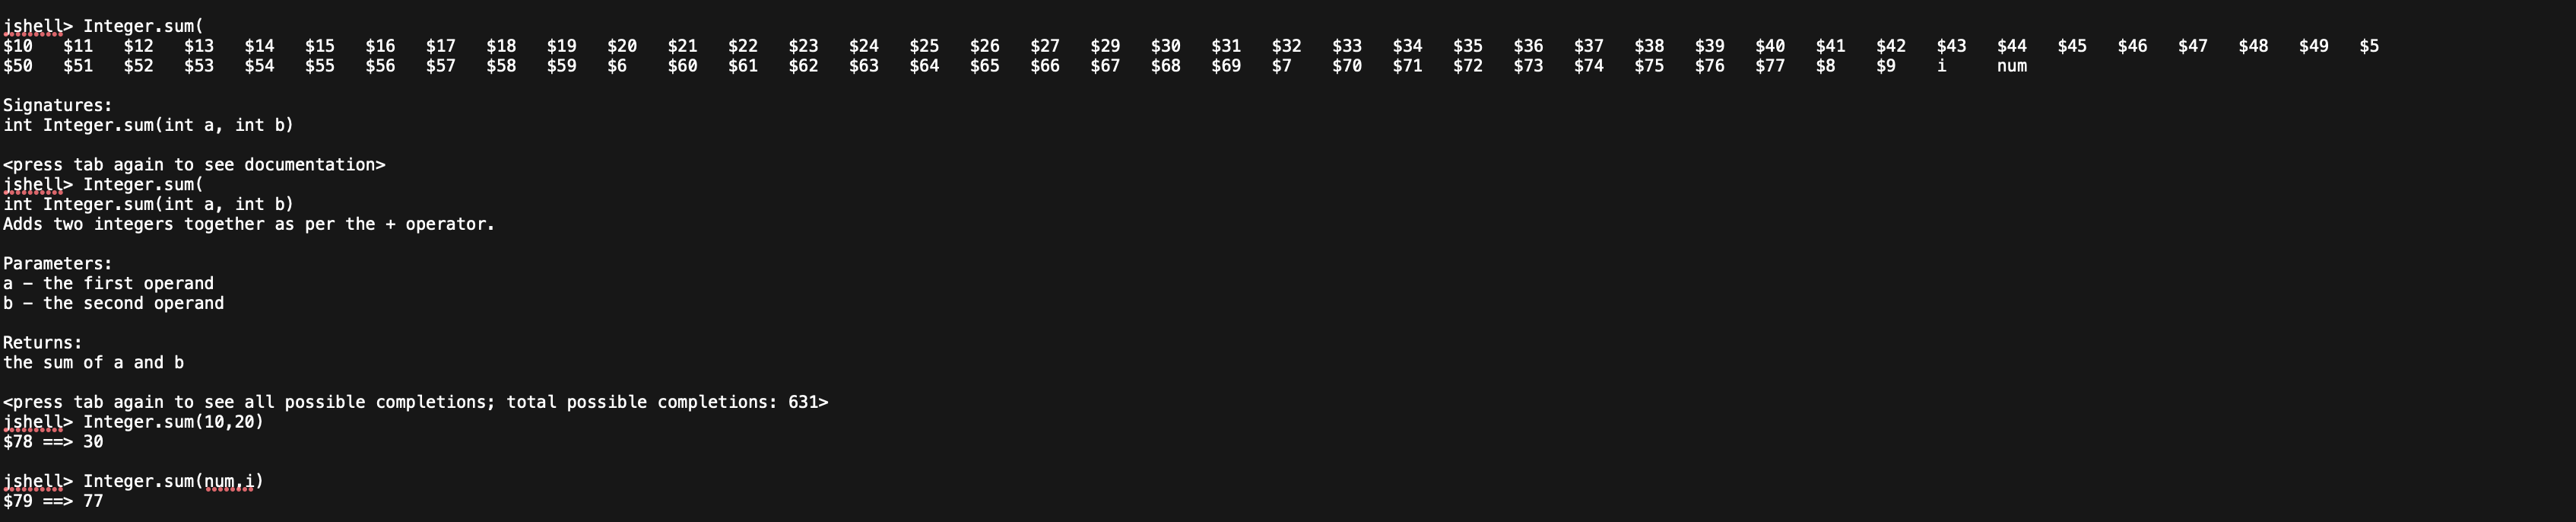 jshell> Integer.sum(
$10 $11 $12 $13 $14 $15 $16 $17 $18 $19 $20 $21 $22 $23 $24 $25 $26 $27 $29 $30 $31 $32 $33 $34 $35 $36 $37 $38 $39 $40 $41 $42 $43 $44 $45 $46 $47 $48 $49 $5
$50 $51 $52 $53 $54 $55 $56 $57 $58 $59 $6 $60 $61 $62 $63 $64 $65 $66 $67 $68 $69 $7 $70 $71 $72 $73 $74 $75 $76 $77 $8 $9 i num
Signatures:
int Integer.sum(int a, int b)
<press tab again to see documentation>
jshell> Integer.sum(
int Integer.sum(int a, int b)
Adds two integers together as per the + operator.
Parameters:
a – the first operand
b – the second operand
Returns:
the sum of a and b
<press tab again to see all possible completions; total possible completions: 631>
jshell> Integer.sum(10,20)
$78 ==> 30
jshell> Integer.sum(num,i)
$79 ==> 77